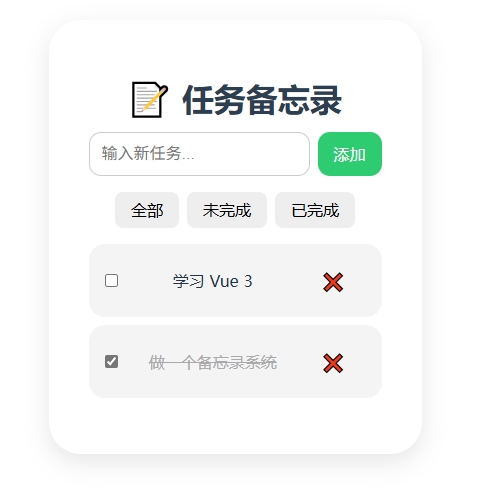 📝 任务备忘录
输入新任务...
添加
全部 未完成 已完成
学习 Vue 3
做一个备忘录系统